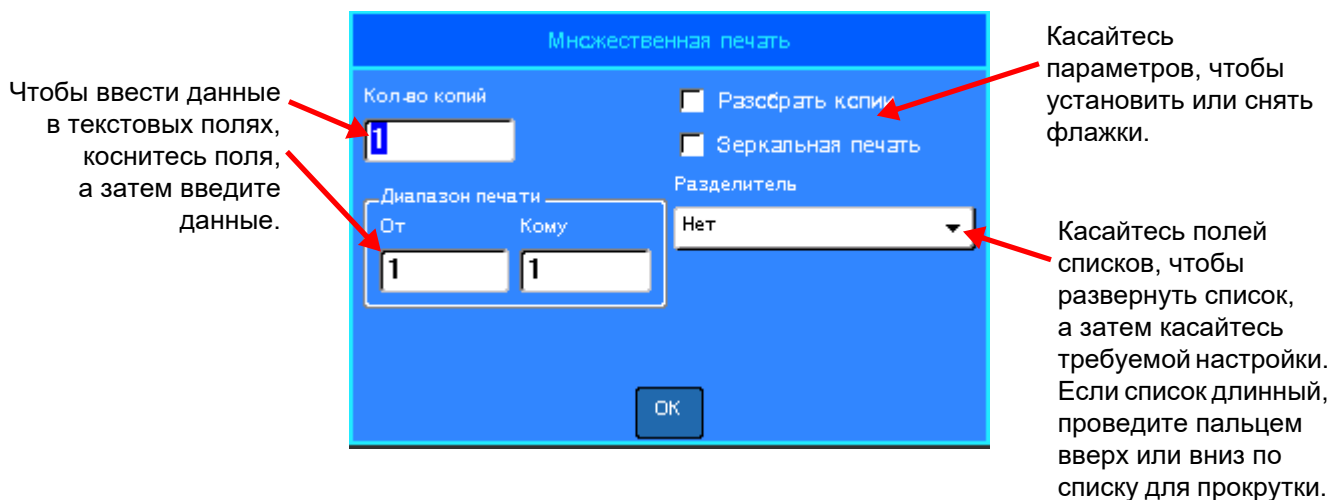 Чтобы ввести данные
в текстовых полях,
коснитесь поля,
а затем введите
данные.
Множественная печать
Кол-во копий
1
Разобрать копии
Зеркальная печать
Диапазон печати
От Кому
1 1
Разделитель
Нет
ОК
Касайтесь
параметров, чтобы
установить или снять
флажки.
Касайтесь полей
списков, чтобы
развернуть список,
а затем касайтесь
требуемой настройки.
Если список длинный,
проведите пальцем
вверх или вниз по
списку для прокрутки.